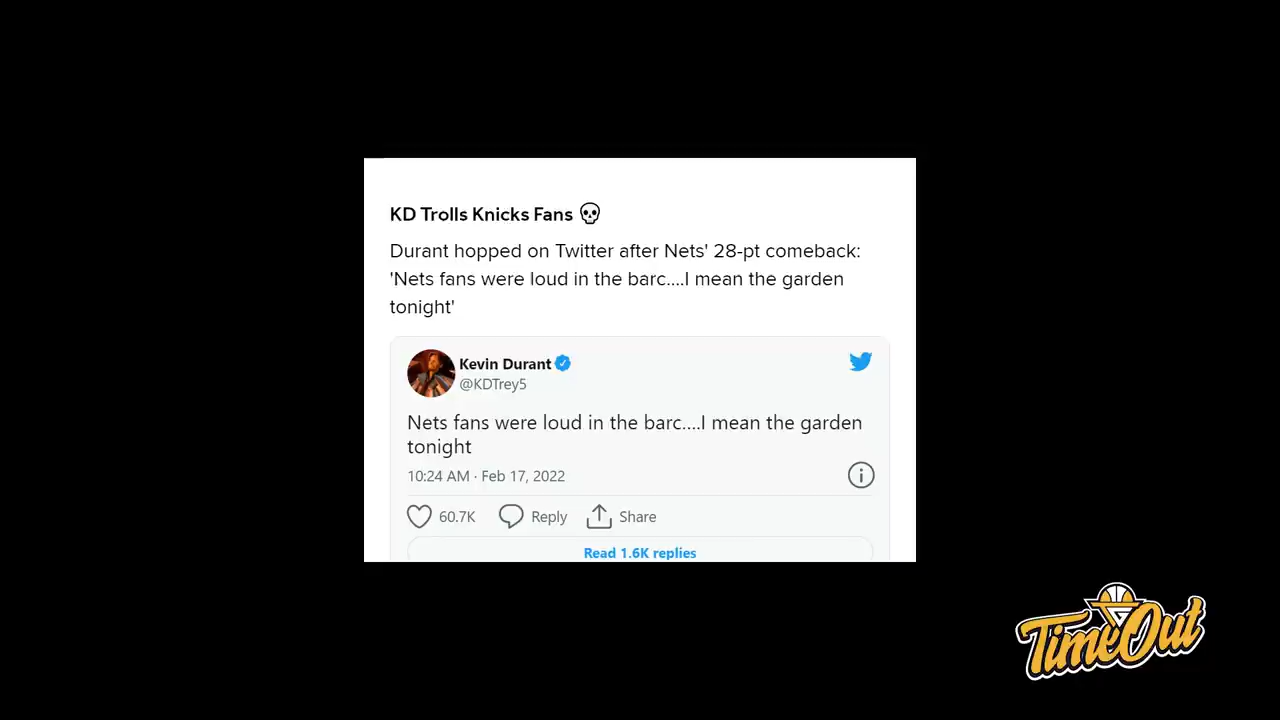 KD Trolls Knicks Fans 💀
Durant hopped on Twitter after Nets' 28-pt comeback:
'Nets fans were loud in the barc....I mean the garden
tonight'
Kevin Durant
@KDTrey5
Nets fans were loud in the barc....I mean the garden
tonight
10:24 AM · Feb 17, 2022
60.7K Reply Share
Read 1.6K replies
TimeOut